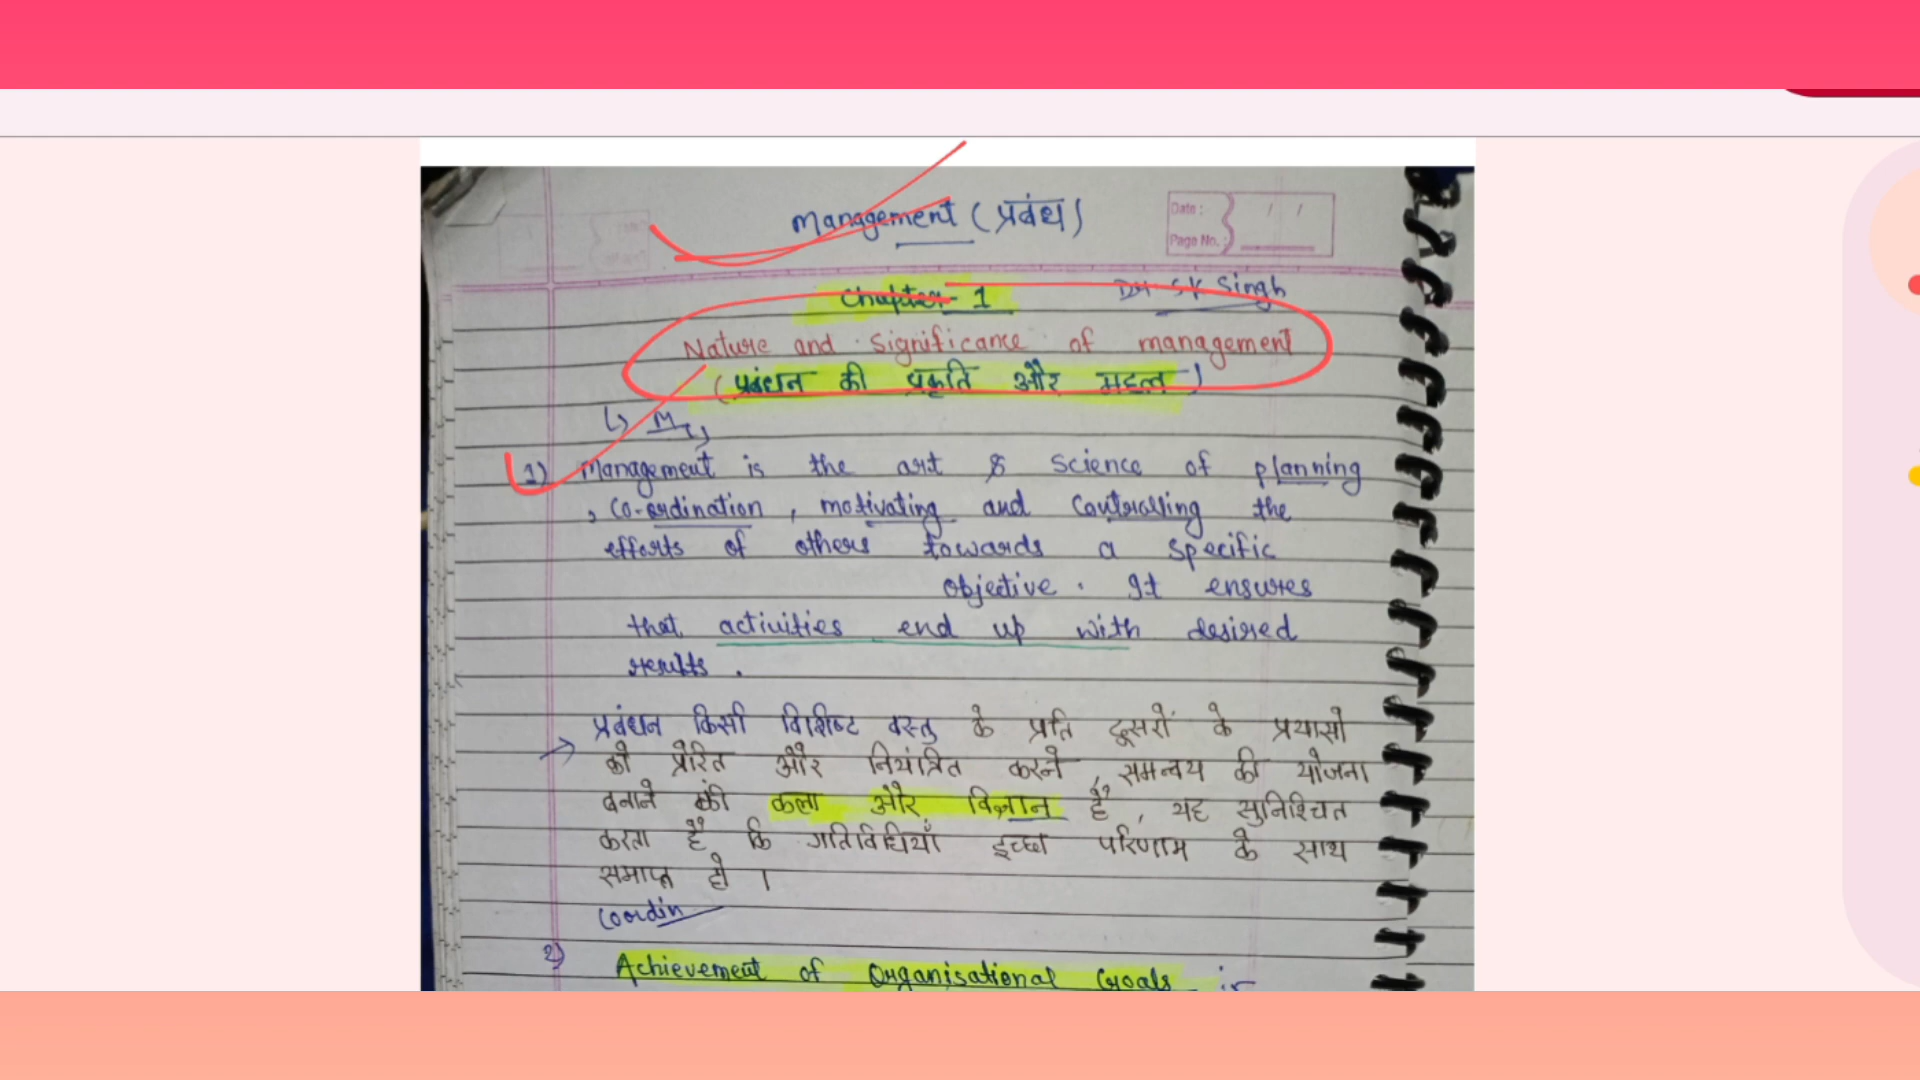 Management (प्रबंध)
Date : / /
Page No. :
Chapter - 1
Dr. SK Singh
Nature and Significance of management
(प्रबंधन की प्रकृति और महत्व)
↳ M
1) Management is the art & Science of planning
, co-ordination , motivating and Controlling the
efforts of others towards a specific
objective . It ensures
that activities end up with desired
results .
प्रबंधन किसी विशिष्ट वस्तु के प्रति दूसरों के प्रयासो
→ को प्रेरित और नियंत्रित करने , समन्वय की योजना
बनाने की कला और विज्ञान है , यह सुनिश्चित
करता है कि गतिविधियाँ इच्छा परिणाम के साथ
समाप्त हो ।
Coordin
2) Achievement of Organisational Goals :-